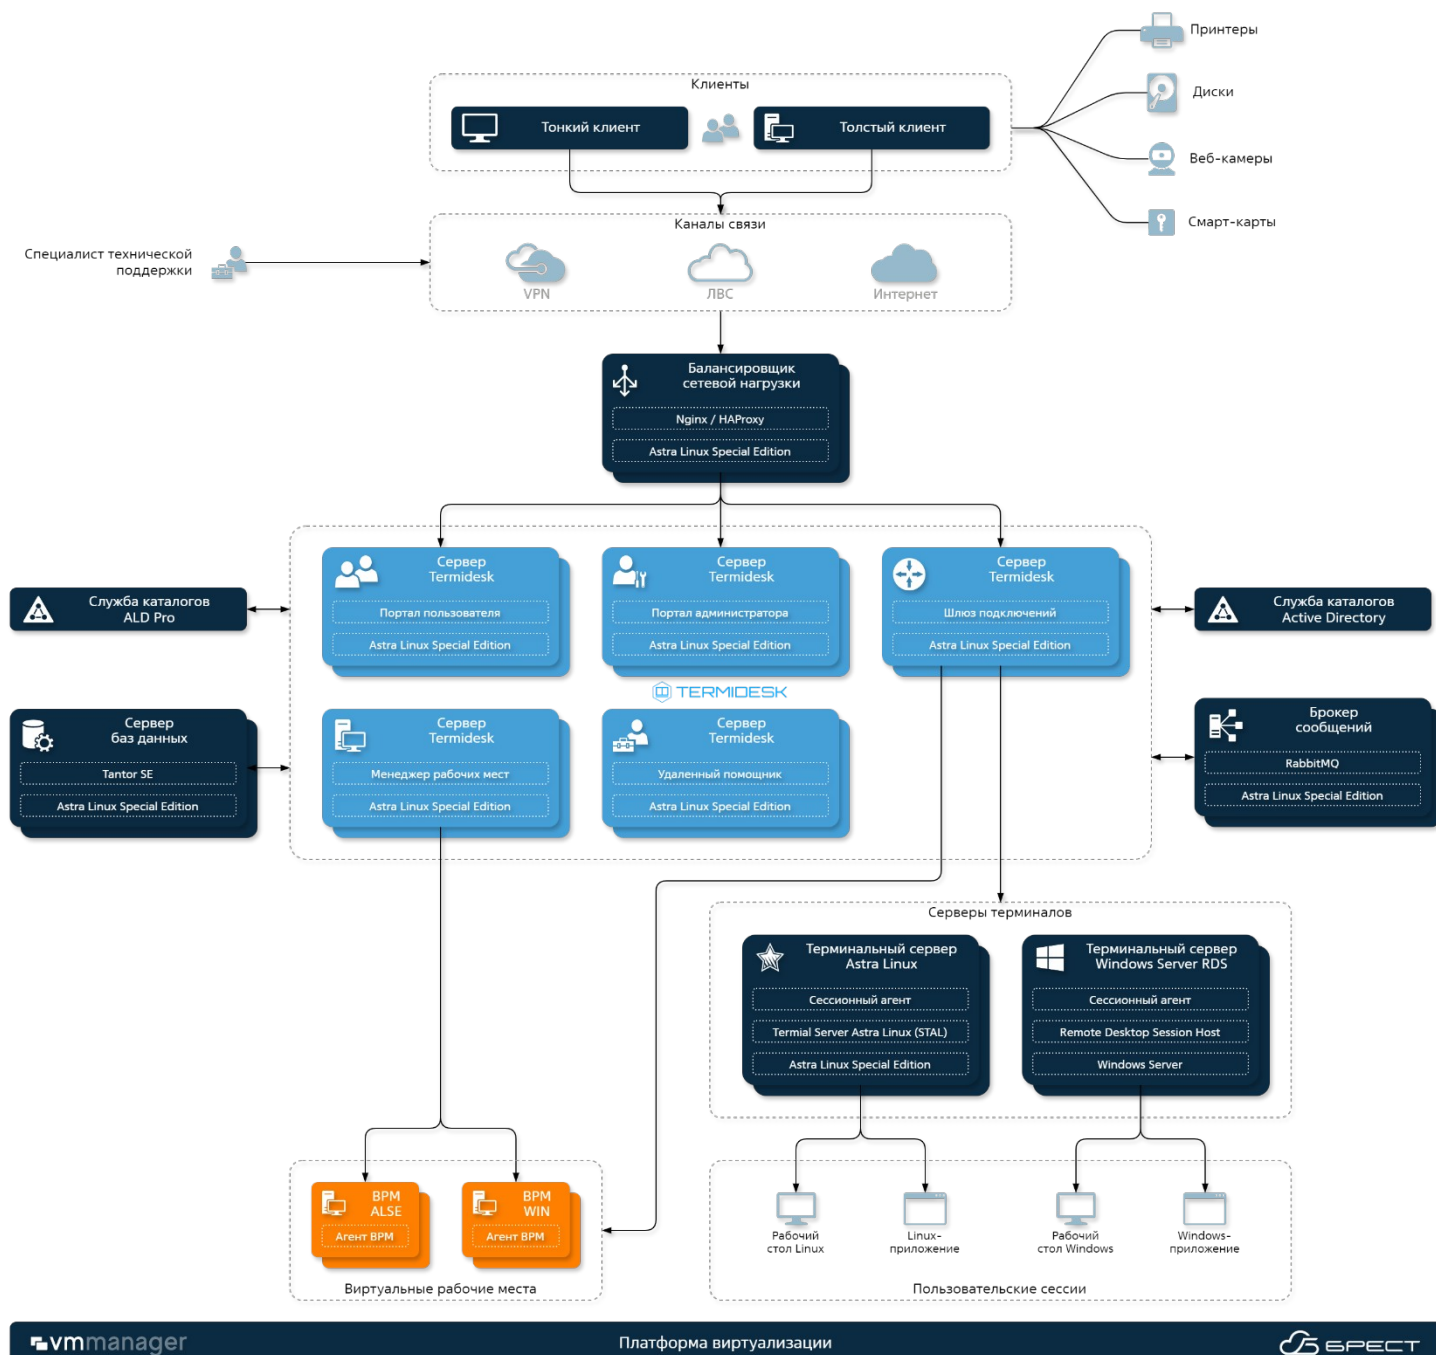 Принтеры
Клиенты
Диски
Тонкий клиент
Толстый клиент
Веб-камеры
Каналы связи
Смарт-карты
Специалист технической
поддержки
VPN
ЛВС
Интернет
Балансировщик
сетевой нагрузки
Nginx / HAProxy
Astra Linux Special Edition
Сервер
Termidesk
Портал пользователя
Astra Linux Special Edition
Сервер
Termidesk
Портал администратора
Astra Linux Special Edition
Сервер
Termidesk
Шлюз подключений
Astra Linux Special Edition
Служба каталогов
ALD Pro
Служба каталогов
Active Directory
TERMIDESK
Сервер
баз данных
Tantor SE
Astra Linux Special Edition
Сервер
Termidesk
Менеджер рабочих мест
Astra Linux Special Edition
Сервер
Termidesk
Удаленный помощник
Astra Linux Special Edition
Брокер
сообщений
RabbitMQ
Astra Linux Special Edition
Серверы терминалов
Терминальный сервер
Astra Linux
Сессионный агент
Termial Server Astra Linux (STAL)
Astra Linux Special Edition
Терминальный сервер
Windows Server RDS
Сессионный агент
Remote Desktop Session Host
Windows Server
ВРМ
ALSE
Агент ВРМ
ВРМ
WIN
Агент ВРМ
Виртуальные рабочие места
Рабочий
стол Linux
Linux-
приложение
Рабочий
стол Windows
Windows-
приложение
Пользовательские сессии
vmmanager
Платформа виртуализации
БРЕСТ